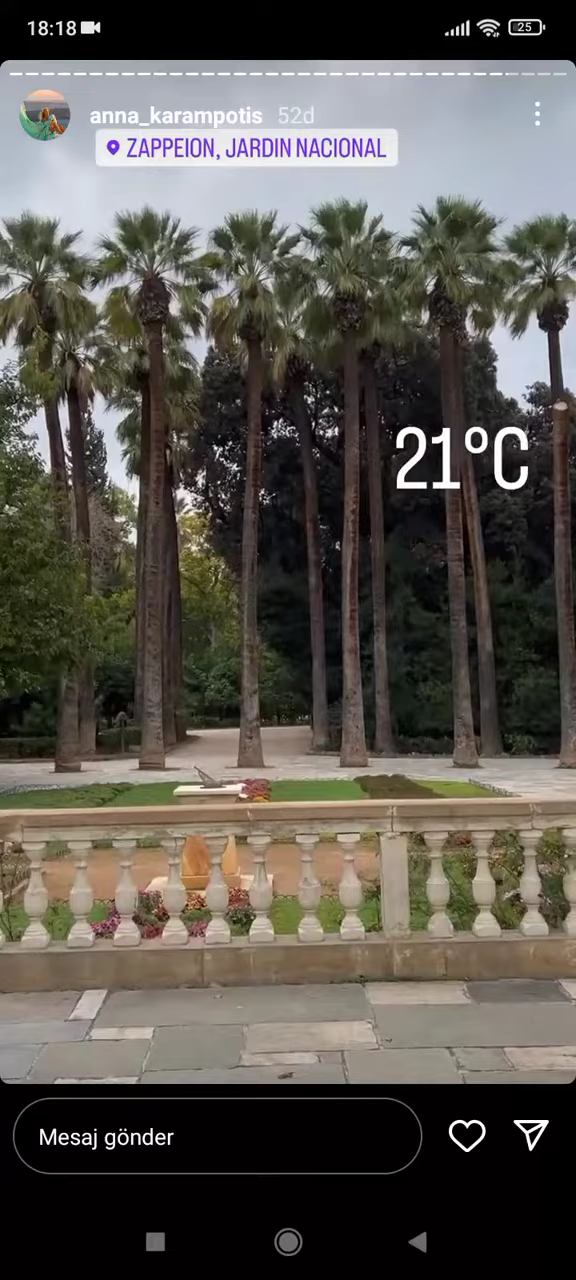 18:18
25
anna_karampotis 52d
ZAPPEION, JARDIN NACIONAL
21°C
Mesaj gönder